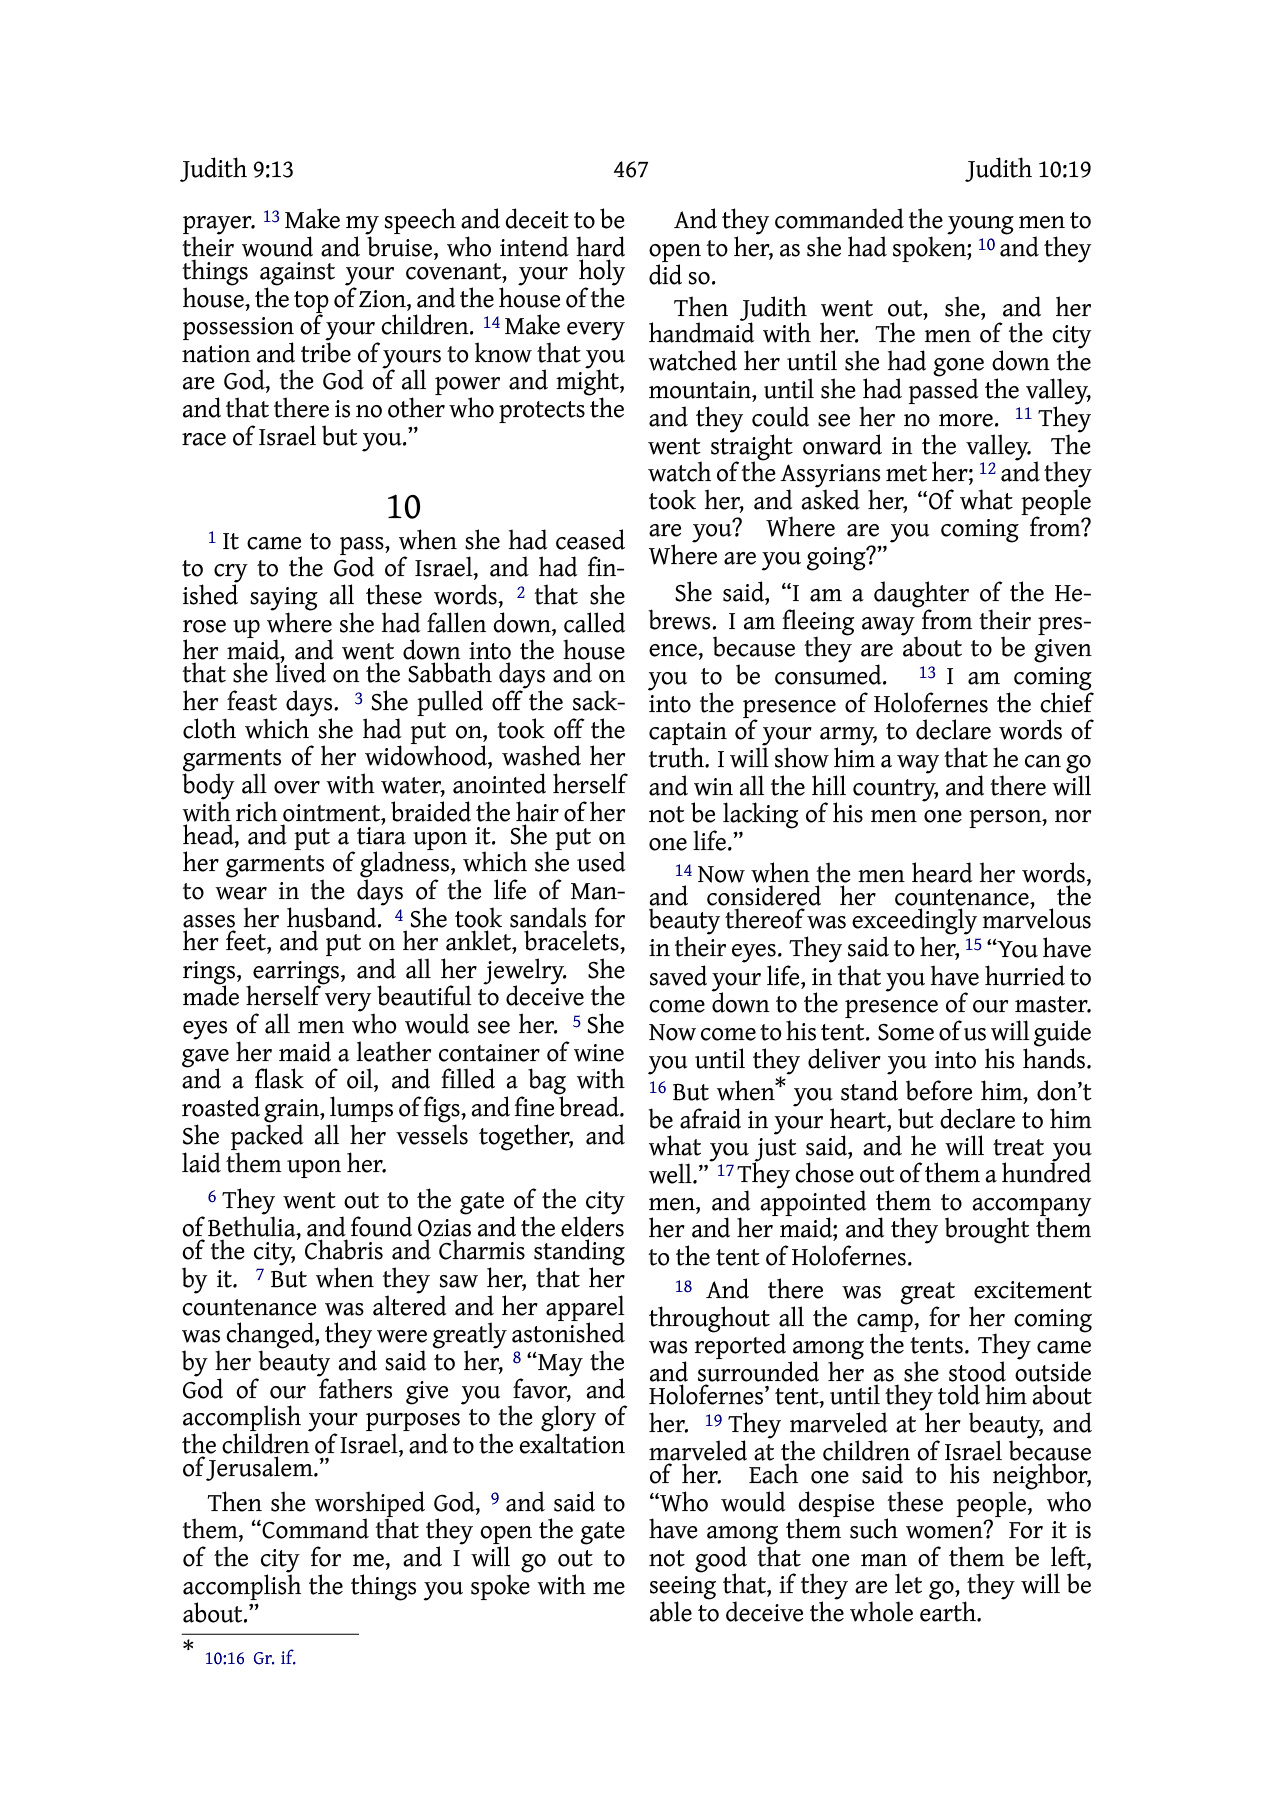 Judith 9:13 467 Judith 10:19
prayer. 13 Make my speech and deceit to be
their wound and bruise, who intend hard
things against your covenant, your holy
house, the top of Zion, and the house of the
possession of your children. 14 Make every
nation and tribe of yours to know that you
are God, the God of all power and might,
and that there is no other who protects the
race of Israel but you.”
10
1 It came to pass, when she had ceased
to cry to the God of Israel, and had fin-
ished saying all these words, 2 that she
rose up where she had fallen down, called
her maid, and went down into the house
that she lived on the Sabbath days and on
her feast days. 3 She pulled off the sack-
cloth which she had put on, took off the
garments of her widowhood, washed her
body all over with water, anointed herself
with rich ointment, braided the hair of her
head, and put a tiara upon it. She put on
her garments of gladness, which she used
to wear in the days of the life of Man-
asses her husband. 4 She took sandals for
her feet, and put on her anklet, bracelets,
rings, earrings, and all her jewelry. She
made herself very beautiful to deceive the
eyes of all men who would see her. 5 She
gave her maid a leather container of wine
and a flask of oil, and filled a bag with
roasted grain, lumps of figs, and fine bread.
She packed all her vessels together, and
laid them upon her.
6 They went out to the gate of the city
of Bethulia, and found Ozias and the elders
of the city, Chabris and Charmis standing
by it. 7 But when they saw her, that her
countenance was altered and her apparel
was changed, they were greatly astonished
by her beauty and said to her, 8 “May the
God of our fathers give you favor, and
accomplish your purposes to the glory of
the children of Israel, and to the exaltation
of Jerusalem.”
Then she worshiped God, 9 and said to
them, “Command that they open the gate
of the city for me, and I will go out to
accomplish the things you spoke with me
about.”
And they commanded the young men to
open to her, as she had spoken; 10 and they
did so.
Then Judith went out, she, and her
handmaid with her. The men of the city
watched her until she had gone down the
mountain, until she had passed the valley,
and they could see her no more. 11 They
went straight onward in the valley. The
watch of the Assyrians met her; 12 and they
took her, and asked her, “Of what people
are you? Where are you coming from?
Where are you going?”
She said, “I am a daughter of the He-
brews. I am fleeing away from their pres-
ence, because they are about to be given
you to be consumed. 13 I am coming
into the presence of Holofernes the chief
captain of your army, to declare words of
truth. I will show him a way that he can go
and win all the hill country, and there will
not be lacking of his men one person, nor
one life.”
14 Now when the men heard her words,
and considered her countenance, the
beauty thereof was exceedingly marvelous
in their eyes. They said to her, 15 “You have
saved your life, in that you have hurried to
come down to the presence of our master.
Now come to his tent. Some of us will guide
you until they deliver you into his hands.
16 But when* you stand before him, don’t
be afraid in your heart, but declare to him
what you just said, and he will treat you
well.” 17 They chose out of them a hundred
men, and appointed them to accompany
her and her maid; and they brought them
to the tent of Holofernes.
18 And there was great excitement
throughout all the camp, for her coming
was reported among the tents. They came
and surrounded her as she stood outside
Holofernes’ tent, until they told him about
her. 19 They marveled at her beauty, and
marveled at the children of Israel because
of her. Each one said to his neighbor,
“Who would despise these people, who
have among them such women? For it is
not good that one man of them be left,
seeing that, if they are let go, they will be
able to deceive the whole earth.
* 10:16 Gr. if.